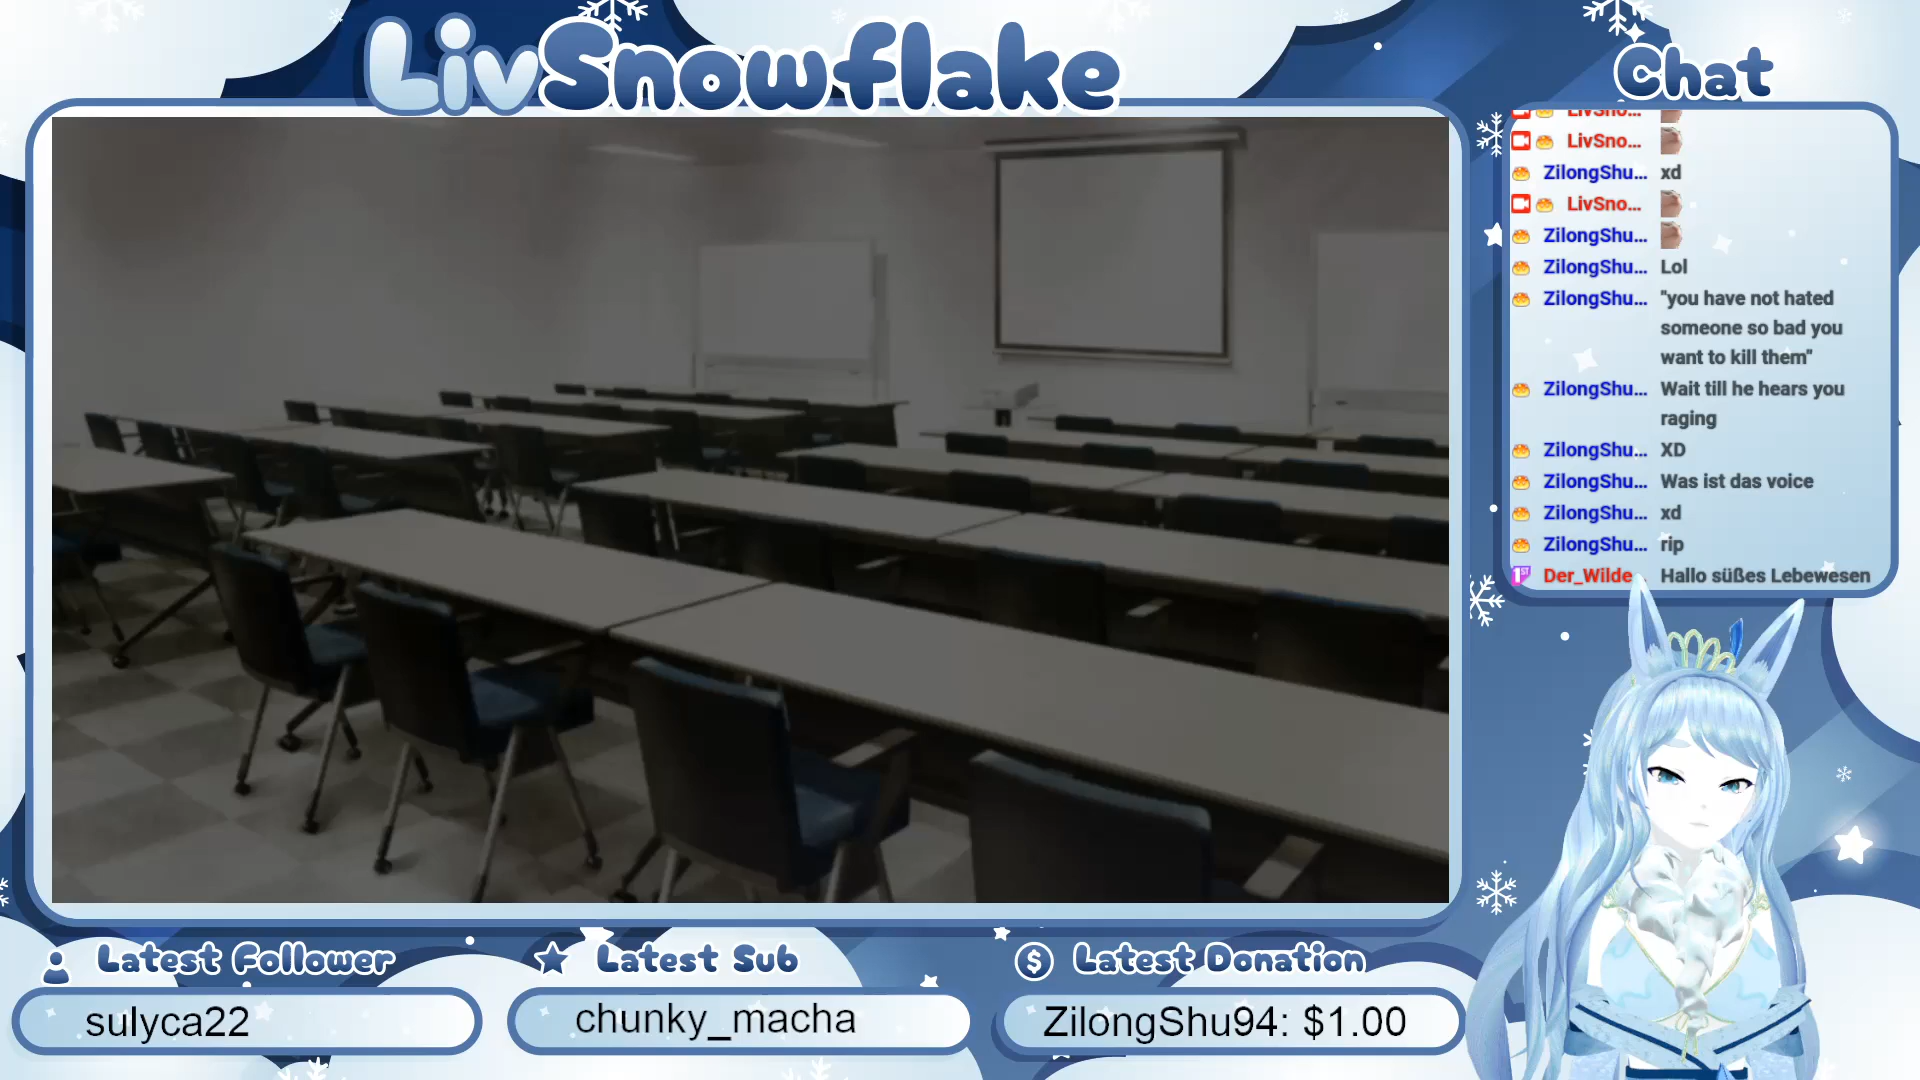 LivSnowflake
Chat
LivSno...
LivSno...
ZilongShu... xd
LivSno...
ZilongShu...
ZilongShu... Lol
ZilongShu... "you have not hated
someone so bad you
want to kill them"
ZilongShu... Wait till he hears you
raging
ZilongShu... XD
ZilongShu... Was ist das voice
ZilongShu... xd
ZilongShu... rip
Der_Wilde Hallo süßes Lebewesen
Latest Follower
Latest Sub
Latest Donation
sulyca22
chunky_macha
ZilongShu94: $1.00